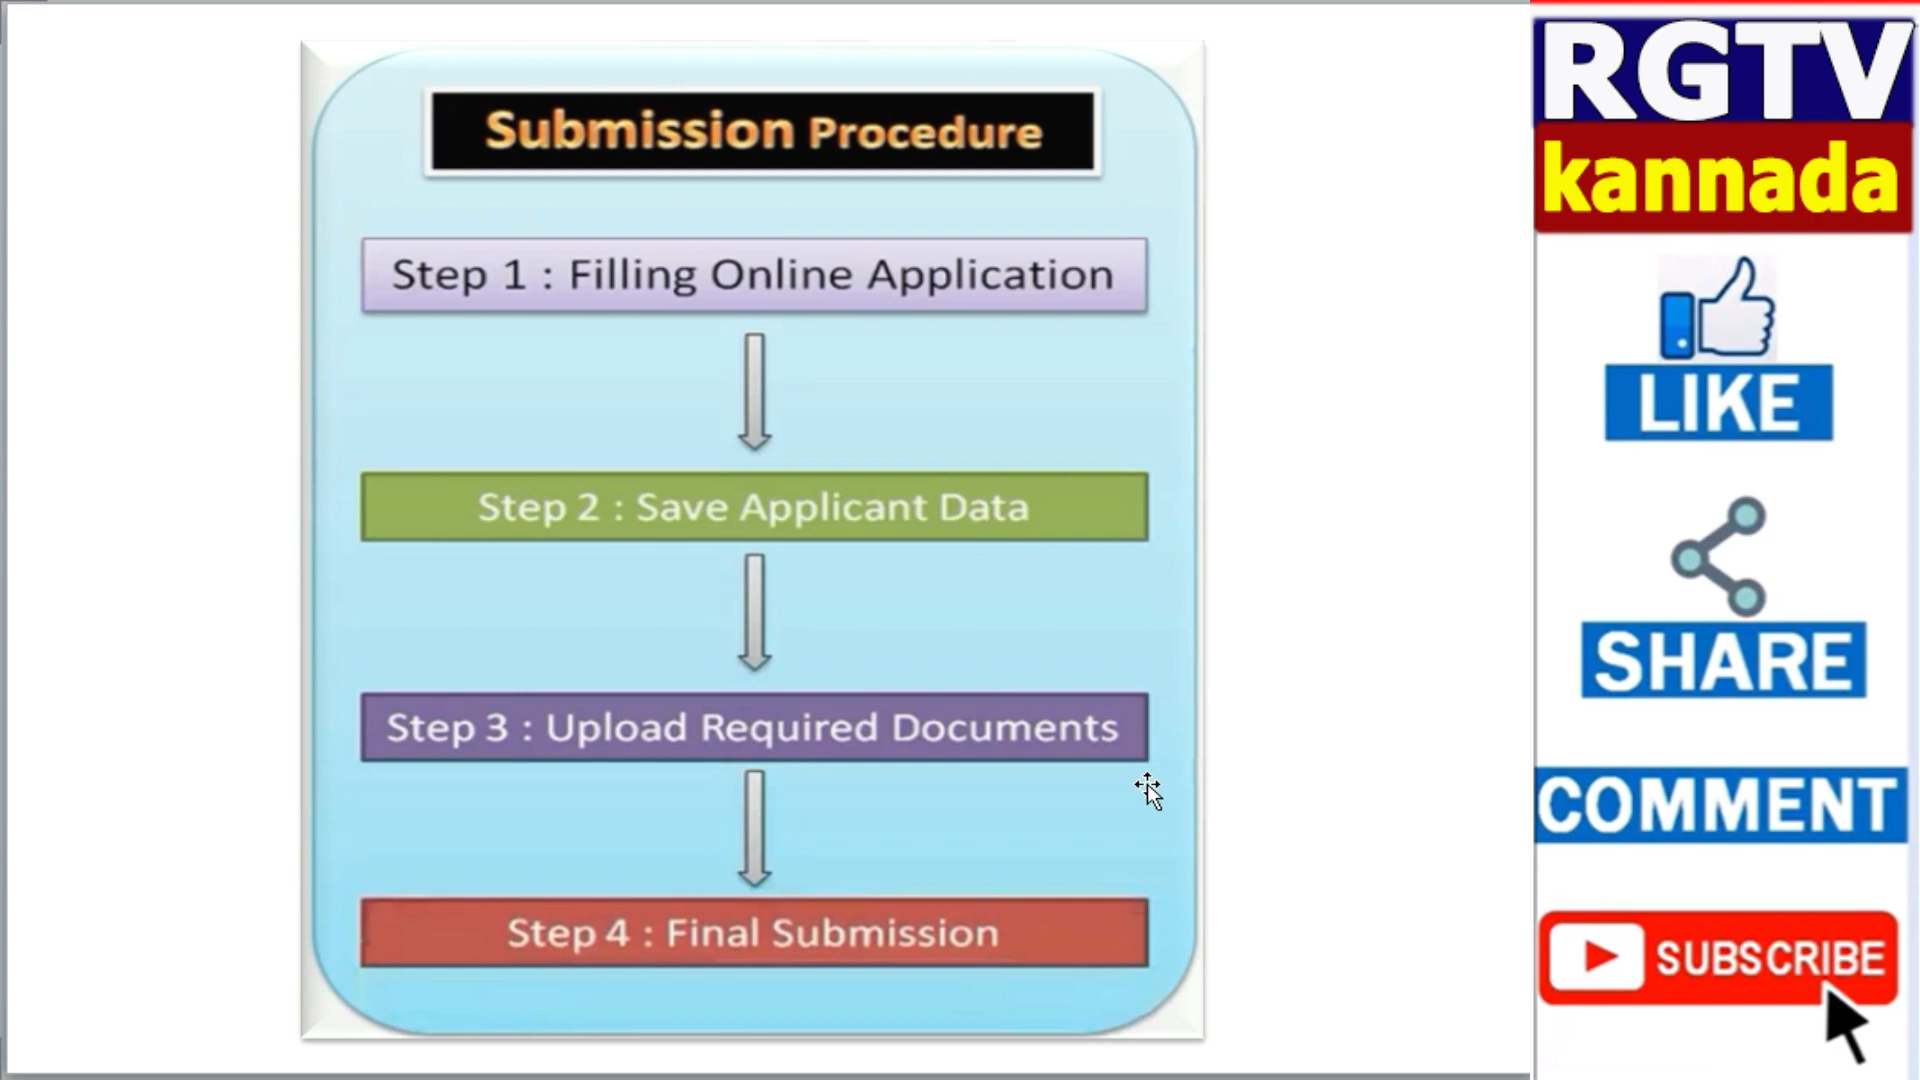 Submission Procedure
Step 1 : Filling Online Application
Step 2 : Save Applicant Data
Step 3 : Upload Required Documents
Step 4 : Final Submission
RGTV
kannada
LIKE
SHARE
COMMENT
SUBSCRIBE